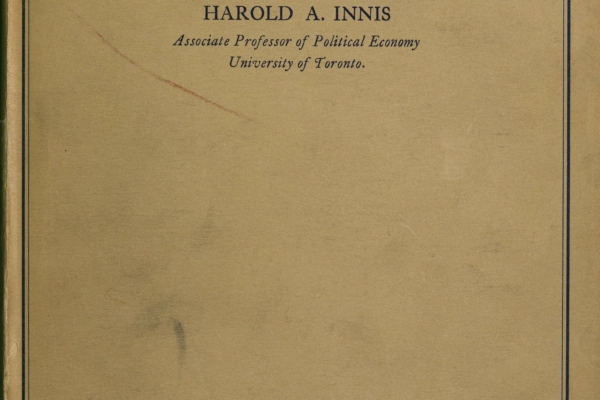 HAROLD A. INNIS
Associate Professor of Political Economy
University of Toronto.